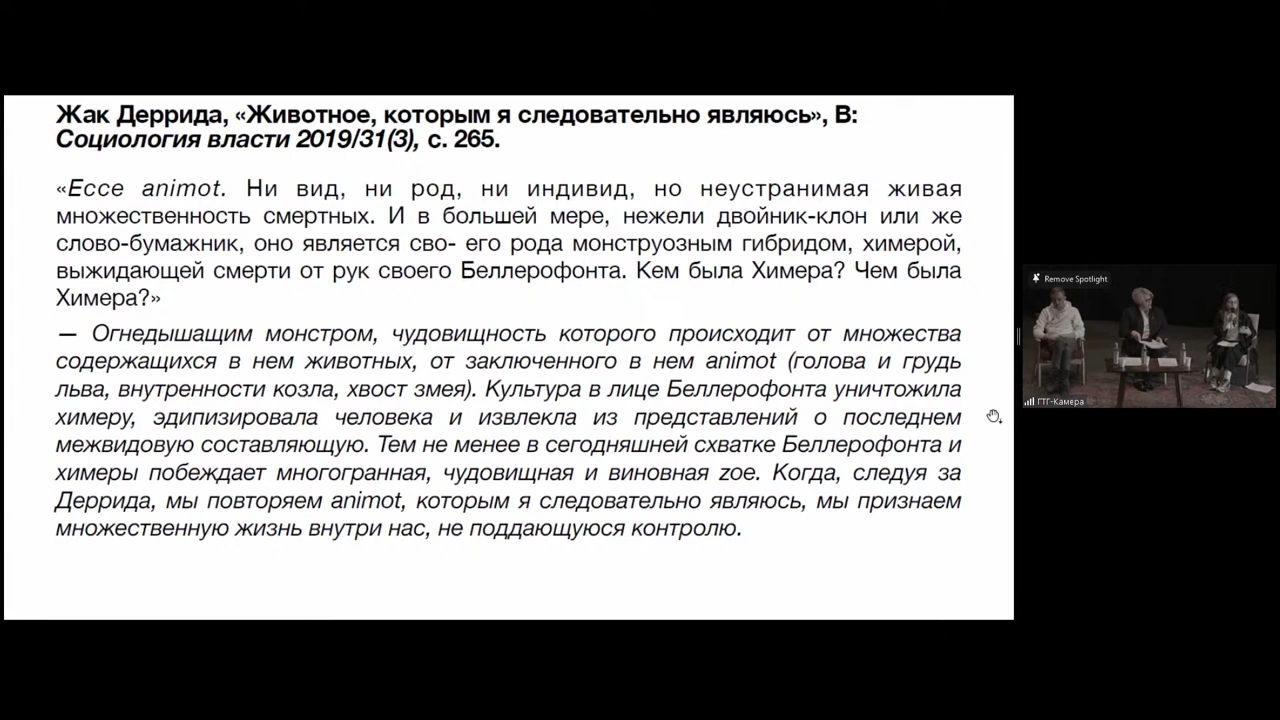 Жак Деррида, «Животное, которым я следовательно являюсь», В:
Социология власти 2019/31(3), с. 265.
«Ecce animot. Ни вид, ни род, ни индивид, но неустранимая живая
множественность смертных. И в большей мере, нежели двойник-клон или же
слово-бумажник, оно является сво- его рода монструозным гибридом, химерой,
выжидающей смерти от рук своего Беллерофонта. Кем была Химера? Чем была
Химера?»
— Огнедышащим монстром, чудовищность которого происходит от множества
содержащихся в нем животных, от заключенного в нем animot (голова и грудь
льва, внутренности козла, хвост змея). Культура в лице Беллерофонта уничтожила
химеру, эдипизировала человека и извлекла из представлений о последнем
межвидовую составляющую. Тем не менее в сегодняшней схватке Беллерофонта и
химеры побеждает многогранная, чудовищная и виновная zoe. Когда, следуя за
Деррида, мы повторяем animot, которым я следовательно являюсь, мы признаем
множественную жизнь внутри нас, не поддающуюся контролю.
Remove Spotlight
ГТГ-Камера